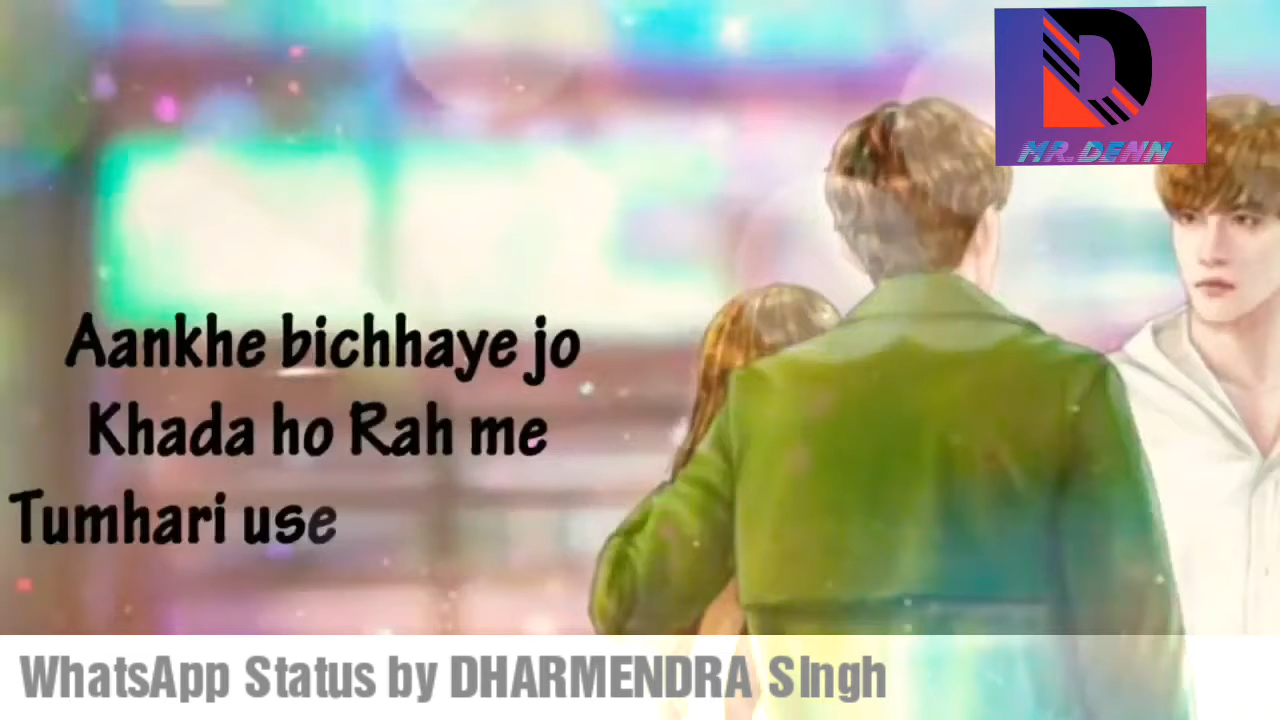 MR. DENN
Aankhe bichhaye jo
Khada ho Rah me
Tumhari use
WhatsApp Status by DHARMENDRA SIngh